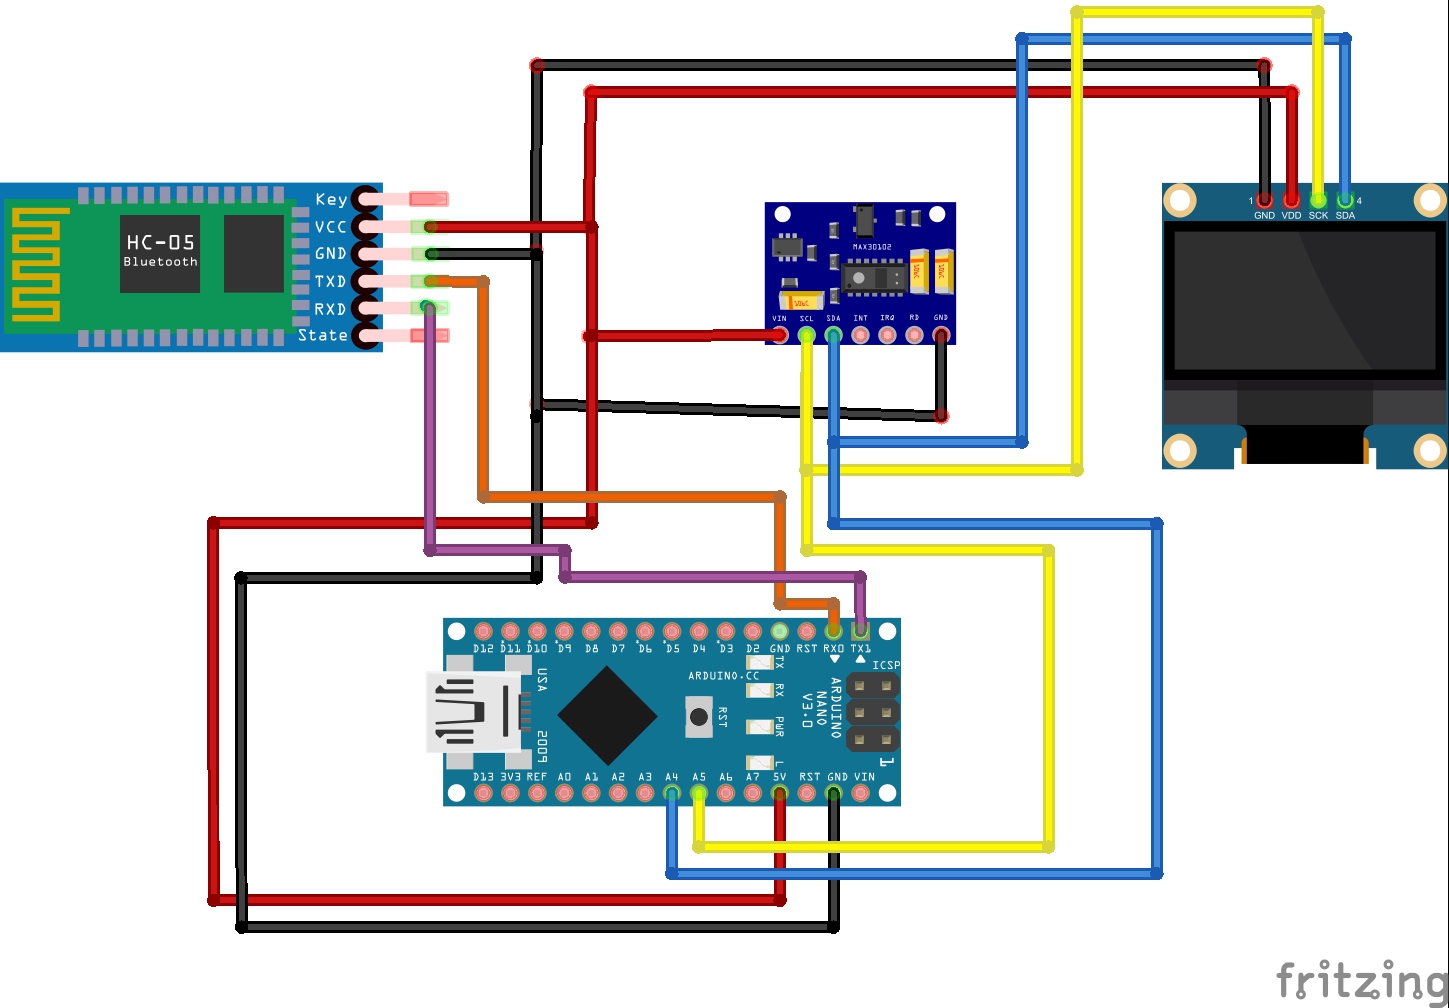 HC-05
Bluetooth
Key
VCC
GND
TXD
RXD
State
MAX30102
VIN SCL SDA INT IRQ RD GND
1 4
GND VDD SCK SDA
D12 D11 D10 D9 D8 D7 D6 D5 D4 D3 D2 GND RST RX0 TX1
TX
RX
PWR
L
ICSP
1
ARDUINO.CC
ARDUINO
NANO
V3.0
RST
USA
2009
D13 3V3 REF A0 A1 A2 A3 A4 A5 A6 A7 5V RST GND VIN
fritzing